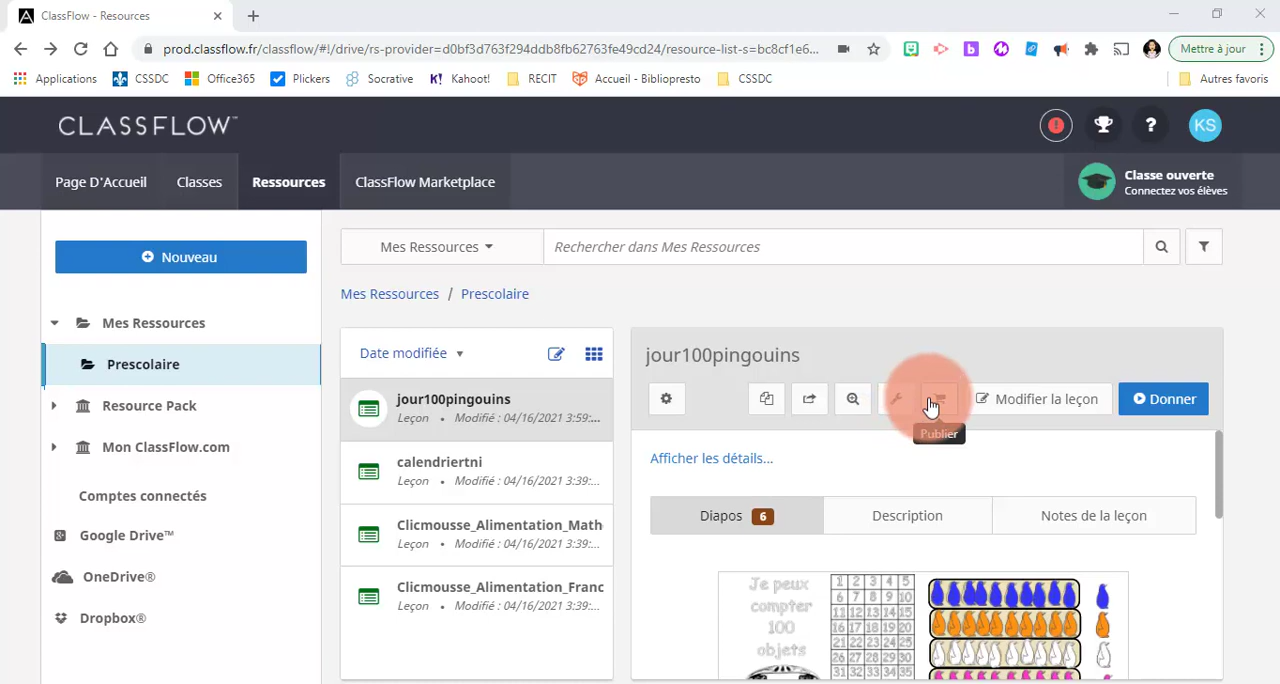 ClassFlow - Resources
prod.classflow.fr/classflow/#!/drive/rs-provider=d0bf3d763f294ddb8fb62763fe49cd24/resource-list-s=bc8cf1e6...
Mettre à jour
Applications CSSDC Office365 Plickers Socrative Kahoot! RECIT Accueil - Bibliopresto CSSDC Autres favoris
CLASSFLOW™
KS
Page D'Accueil Classes Ressources ClassFlow Marketplace
Classe ouverte
Connectez vos élèves
Nouveau
Mes Ressources
Prescolaire
Resource Pack
Mon ClassFlow.com
Comptes connectés
Google Drive™
OneDrive®
Dropbox®
Mes Ressources Rechercher dans Mes Ressources
Mes Ressources / Prescolaire
Date modifiée
jour100pingouins
Leçon • Modifié : 04/16/2021 3:59:...
calendriertni
Leçon • Modifié : 04/16/2021 3:39:...
Clicmousse_Alimentation_Math
Leçon • Modifié : 04/16/2021 3:39:...
Clicmousse_Alimentation_Franc
Leçon • Modifié : 04/16/2021 3:39:...
jour100pingouins
Modifier la leçon Donner
Publier
Afficher les détails...
Diapos 6 Description Notes de la leçon
Je peux
compter
100
objets
1 2 3 4 5
6 7 8 9 10
11 12 13 14 15
16 17 18 19 20
21 22 23 24 25
26 27 28 29 30
31 32 33 34 35